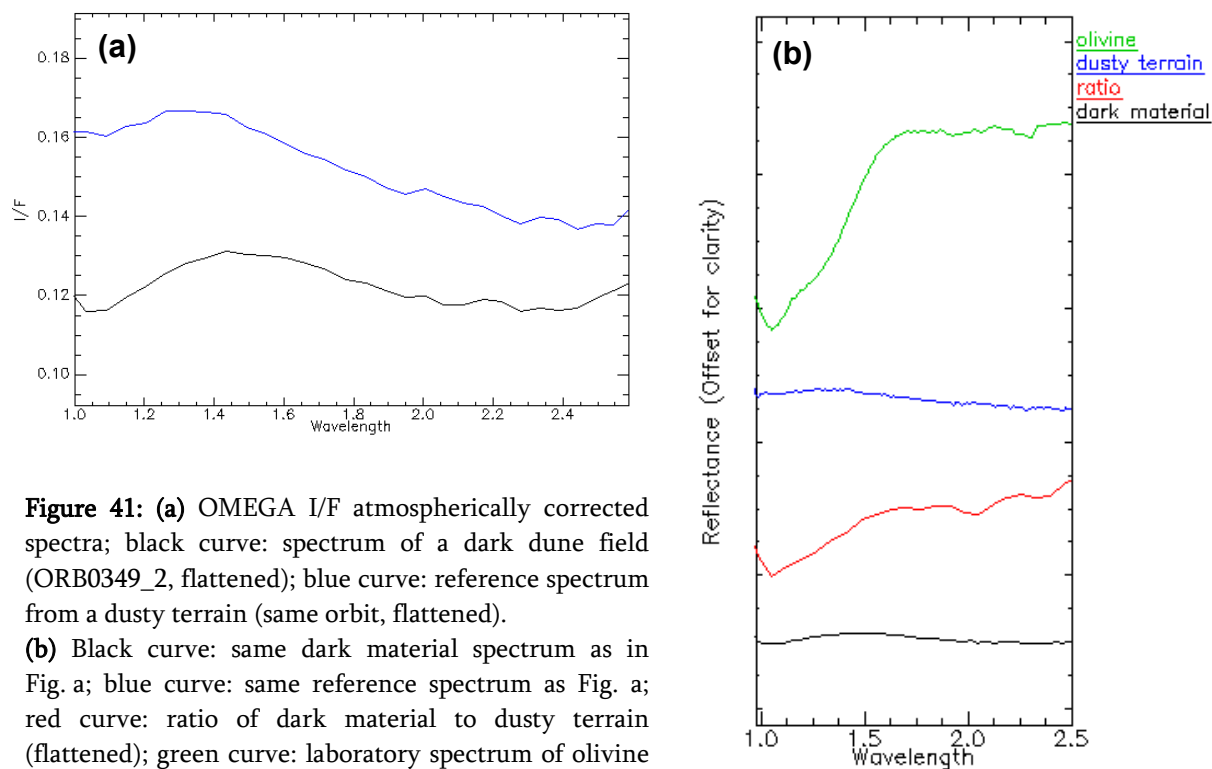 (a)
0.18
0.16
0.14
0.12
0.10
I/F
1.0 1.2 1.4 1.6 1.8 2.0 2.2 2.4
Wavelength
Figure 41: (a) OMEGA I/F atmospherically corrected
spectra; black curve: spectrum of a dark dune field
(ORB0349_2, flattened); blue curve: reference spectrum
from a dusty terrain (same orbit, flattened).
(b) Black curve: same dark material spectrum as in
Fig. a; blue curve: same reference spectrum as Fig. a;
red curve: ratio of dark material to dusty terrain
(flattened); green curve: laboratory spectrum of olivine
(b)
olivine
dusty terrain
ratio
dark material
Reflectance (Offset for clarity)
1.0 1.5 2.0 2.5
Wavelength